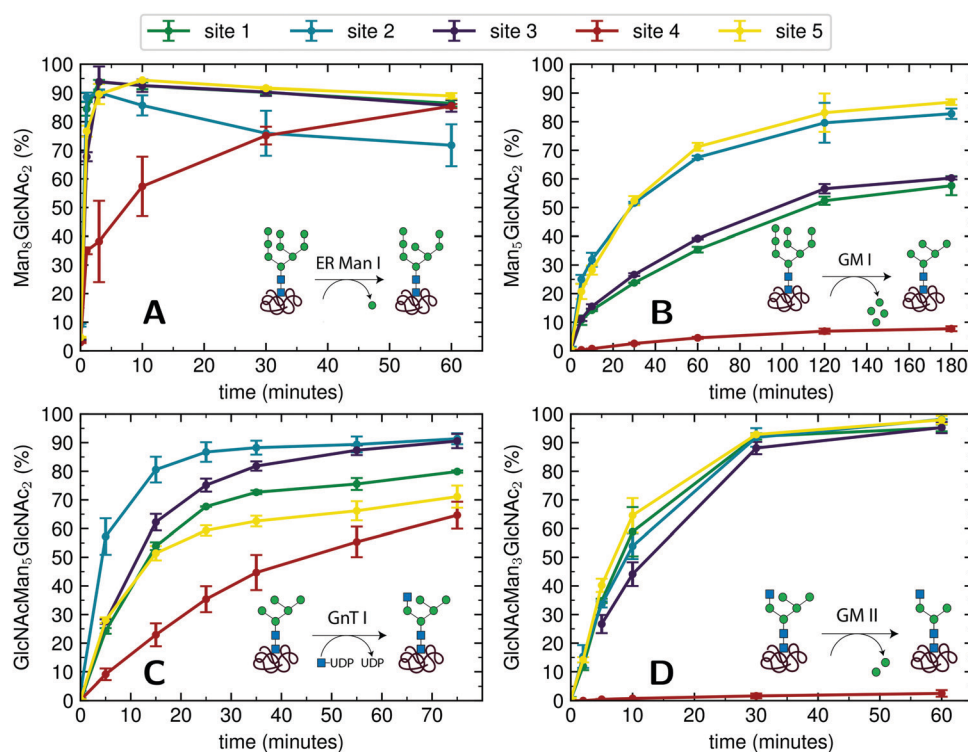 site 1 site 2 site 3 site 4 site 5
Man8GlcNAc2 (%)
100
90
80
70
60
50
40
30
20
10
0
ER Man I
A
0 10 20 30 40 50 60
time (minutes)
Man5GlcNAc2 (%)
100
90
80
70
60
50
40
30
20
10
0
GM I
B
0 20 40 60 80 100 120 140 160 180
time (minutes)
GlcNAcMan5GlcNAc2 (%)
100
90
80
70
60
50
40
30
20
10
0
GnT I
-UDP UDP
C
0 10 20 30 40 50 60 70
time (minutes)
GlcNAcMan3GlcNAc2 (%)
100
90
80
70
60
50
40
30
20
10
0
GM II
D
0 10 20 30 40 50 60
time (minutes)